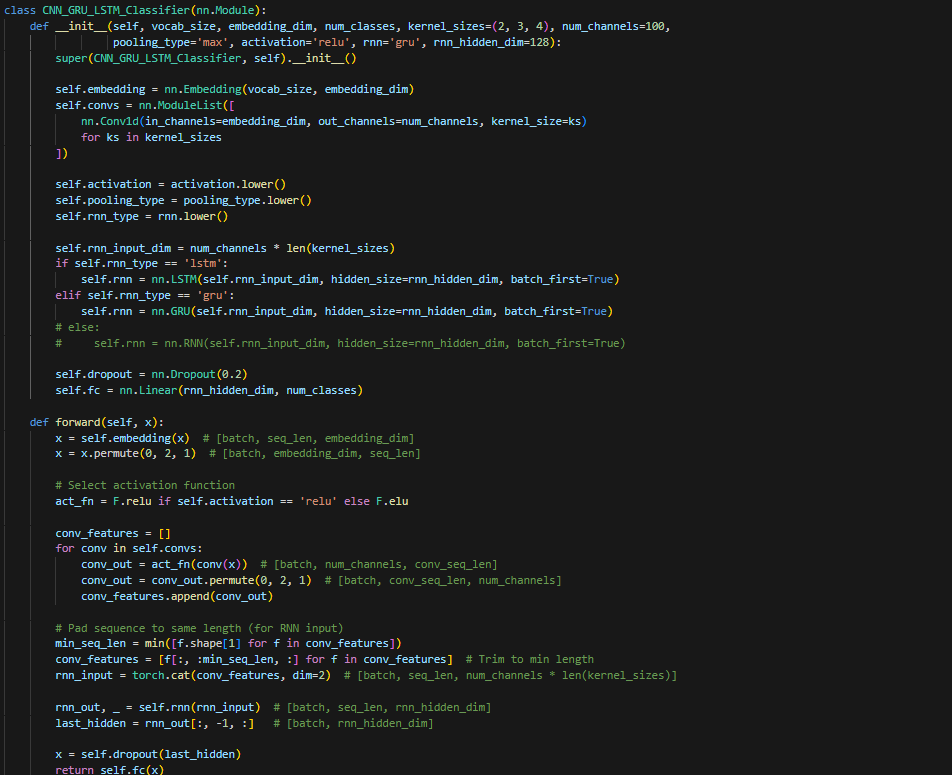 class CNN_GRU_LSTM_Classifier(nn.Module):
    def __init__(self, vocab_size, embedding_dim, num_classes, kernel_sizes=(2, 3, 4), num_channels=100,
                 pooling_type='max', activation='relu', rnn='gru', rnn_hidden_dim=128):
        super(CNN_GRU_LSTM_Classifier, self).__init__()

        self.embedding = nn.Embedding(vocab_size, embedding_dim)
        self.convs = nn.ModuleList([
            nn.Conv1d(in_channels=embedding_dim, out_channels=num_channels, kernel_size=ks)
            for ks in kernel_sizes
        ])

        self.activation = activation.lower()
        self.pooling_type = pooling_type.lower()
        self.rnn_type = rnn.lower()

        self.rnn_input_dim = num_channels * len(kernel_sizes)
        if self.rnn_type == 'lstm':
            self.rnn = nn.LSTM(self.rnn_input_dim, hidden_size=rnn_hidden_dim, batch_first=True)
        elif self.rnn_type == 'gru':
            self.rnn = nn.GRU(self.rnn_input_dim, hidden_size=rnn_hidden_dim, batch_first=True)
        # else:
        #     self.rnn = nn.RNN(self.rnn_input_dim, hidden_size=rnn_hidden_dim, batch_first=True)

        self.dropout = nn.Dropout(0.2)
        self.fc = nn.Linear(rnn_hidden_dim, num_classes)

    def forward(self, x):
        x = self.embedding(x)  # [batch, seq_len, embedding_dim]
        x = x.permute(0, 2, 1)  # [batch, embedding_dim, seq_len]

        # Select activation function
        act_fn = F.relu if self.activation == 'relu' else F.elu

        conv_features = []
        for conv in self.convs:
            conv_out = act_fn(conv(x))  # [batch, num_channels, conv_seq_len]
            conv_out = conv_out.permute(0, 2, 1)  # [batch, conv_seq_len, num_channels]
            conv_features.append(conv_out)

        # Pad sequence to same length (for RNN input)
        min_seq_len = min([f.shape[1] for f in conv_features])
        conv_features = [f[:, :min_seq_len, :] for f in conv_features]  # Trim to min length
        rnn_input = torch.cat(conv_features, dim=2)  # [batch, seq_len, num_channels * len(kernel_sizes)]

        rnn_out, _ = self.rnn(rnn_input)  # [batch, seq_len, rnn_hidden_dim]
        last_hidden = rnn_out[:, -1, :]   # [batch, rnn_hidden_dim]

        x = self.dropout(last_hidden)
        return self.fc(x)